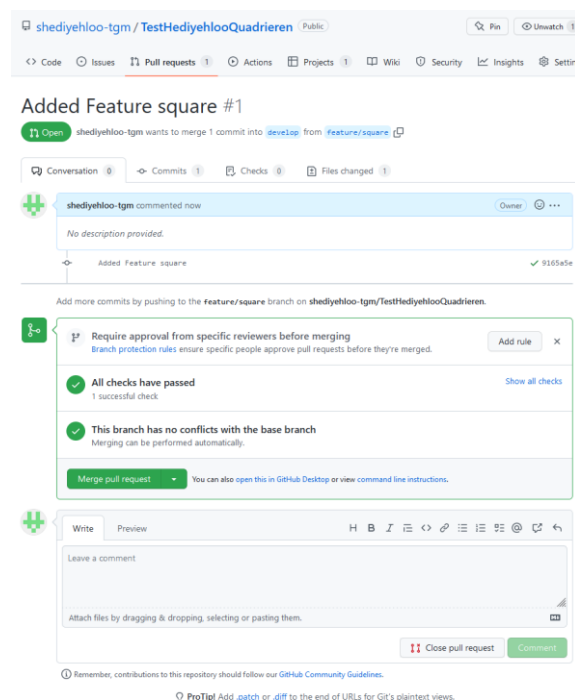 shediyehloo-tgm / TestHediyehlooQuadrieren Public Pin Unwatch 1
Code Issues Pull requests 1 Actions Projects 1 Wiki Security Insights Settin
Added Feature square #1
Open shediyehloo-tgm wants to merge 1 commit into develop from feature/square
Conversation 0 Commits 1 Checks 0 Files changed 1
shediyehloo-tgm commented now Owner
No description provided.
Added Feature square 9165a5e
Add more commits by pushing to the feature/square branch on shediyehloo-tgm/TestHediyehlooQuadrieren.
Require approval from specific reviewers before merging
Branch protection rules ensure specific people approve pull requests before they're merged.
Add rule
All checks have passed
1 successful check
Show all checks
This branch has no conflicts with the base branch
Merging can be performed automatically.
Merge pull request You can also open this in GitHub Desktop or view command line instructions.
Write Preview H B I
Leave a comment
Attach files by dragging & dropping, selecting or pasting them.
Close pull request Comment
Remember, contributions to this repository should follow our GitHub Community Guidelines.
ProTip! Add .patch or .diff to the end of URLs for Git's plaintext views.